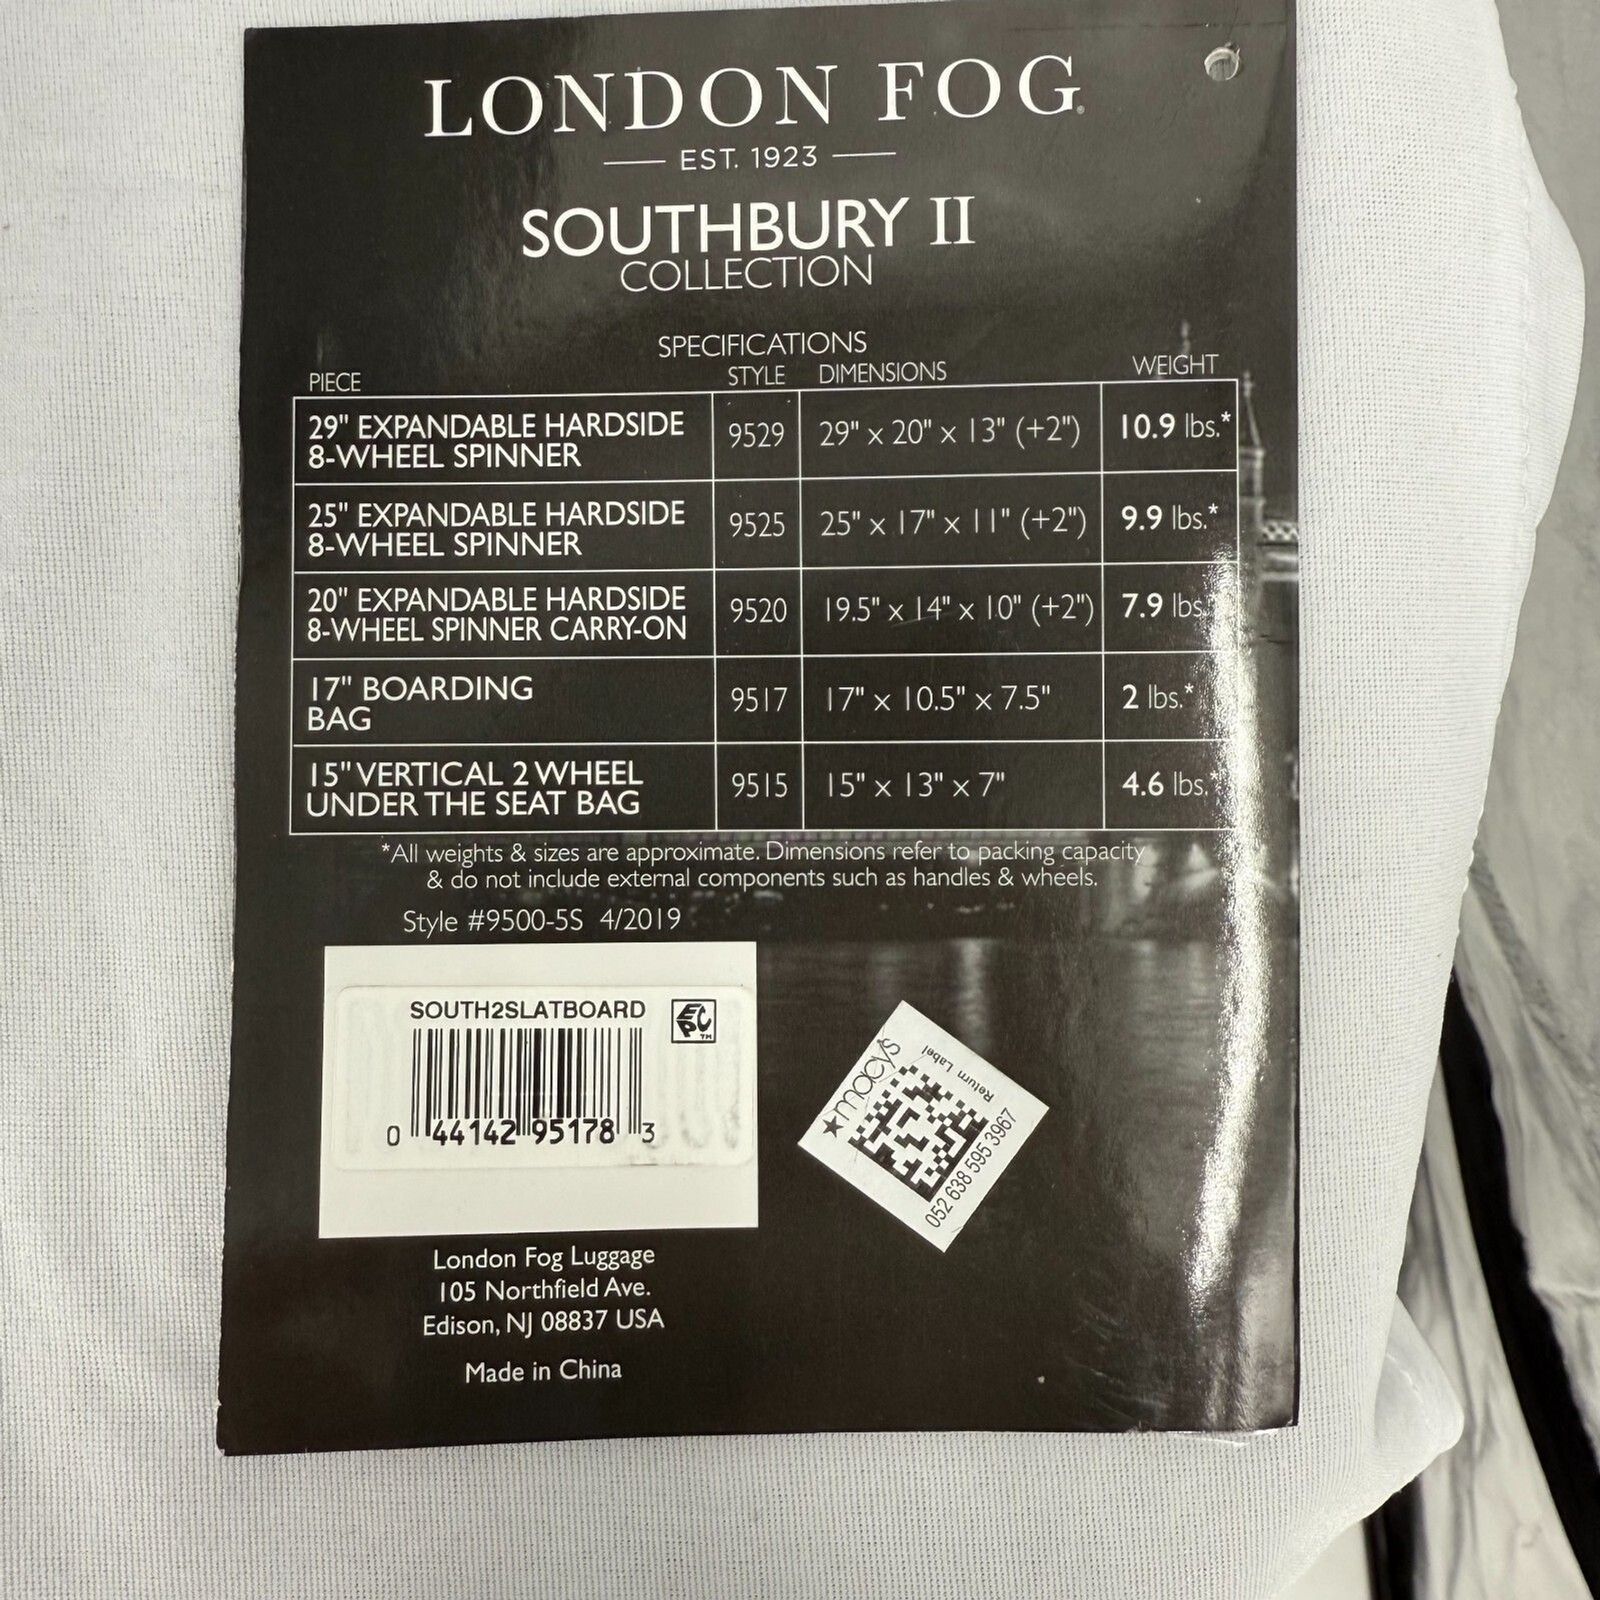 LONDON FOG®
EST. 1923
SOUTHBURY II
COLLECTION
SPECIFICATIONS
PIECE STYLE DIMENSIONS WEIGHT
29" EXPANDABLE HARDSIDE
8-WHEEL SPINNER 9529 29" x 20" x 13" (+2") 10.9 lbs.*
25" EXPANDABLE HARDSIDE
8-WHEEL SPINNER 9525 25" x 17" x 11" (+2") 9.9 lbs.*
20" EXPANDABLE HARDSIDE
8-WHEEL SPINNER CARRY-ON 9520 19.5" x 14" x 10" (+2") 7.9 lbs.*
17" BOARDING
BAG 9517 17" x 10.5" x 7.5" 2 lbs.*
15" VERTICAL 2 WHEEL
UNDER THE SEAT BAG 9515 15" x 13" x 7" 4.6 lbs.*
*All weights & sizes are approximate. Dimensions refer to packing capacity
& do not include external components such as handles & wheels.
Style #9500-5S 4/2019
SOUTH2SLATBOARD
EPC™
0 44142 95178 3
★macy's
Return Label
052 638 595 3967
London Fog Luggage
105 Northfield Ave.
Edison, NJ 08837 USA
Made in China